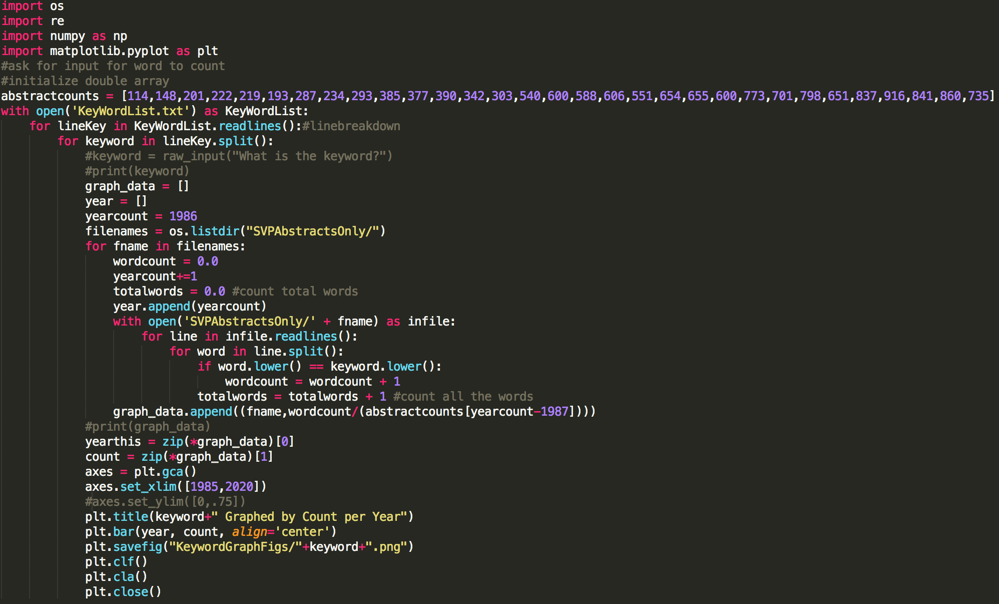 import os
import re
import numpy as np
import matplotlib.pyplot as plt
#ask for input for word to count
#initialize double array
abstractcounts = [114,148,201,222,219,193,287,234,293,385,377,390,342,303,540,600,588,606,551,654,655,600,773,701,798,651,837,916,841,860,735]
with open('KeyWordList.txt') as KeyWordList:
    for lineKey in KeyWordList.readlines():#linebreakdown
        for keyword in lineKey.split():
            #keyword = raw_input("What is the keyword?")
            #print(keyword)
            graph_data = []
            year = []
            yearcount = 1986
            filenames = os.listdir("SVPAbstractsOnly/")
            for fname in filenames:
                wordcount = 0.0
                yearcount+=1
                totalwords = 0.0 #count total words
                year.append(yearcount)
                with open('SVPAbstractsOnly/' + fname) as infile:
                    for line in infile.readlines():
                        for word in line.split():
                            if word.lower() == keyword.lower():
                                wordcount = wordcount + 1
                            totalwords = totalwords + 1 #count all the words
                graph_data.append((fname,wordcount/(abstractcounts[yearcount-1987])))
            #print(graph_data)
            yearthis = zip(*graph_data)[0]
            count = zip(*graph_data)[1]
            axes = plt.gca()
            axes.set_xlim([1985,2020])
            #axes.set_ylim([0,.75])
            plt.title(keyword+" Graphed by Count per Year")
            plt.bar(year, count, align='center')
            plt.savefig("KeywordGraphFigs/"+keyword+".png")
            plt.clf()
            plt.cla()
            plt.close()